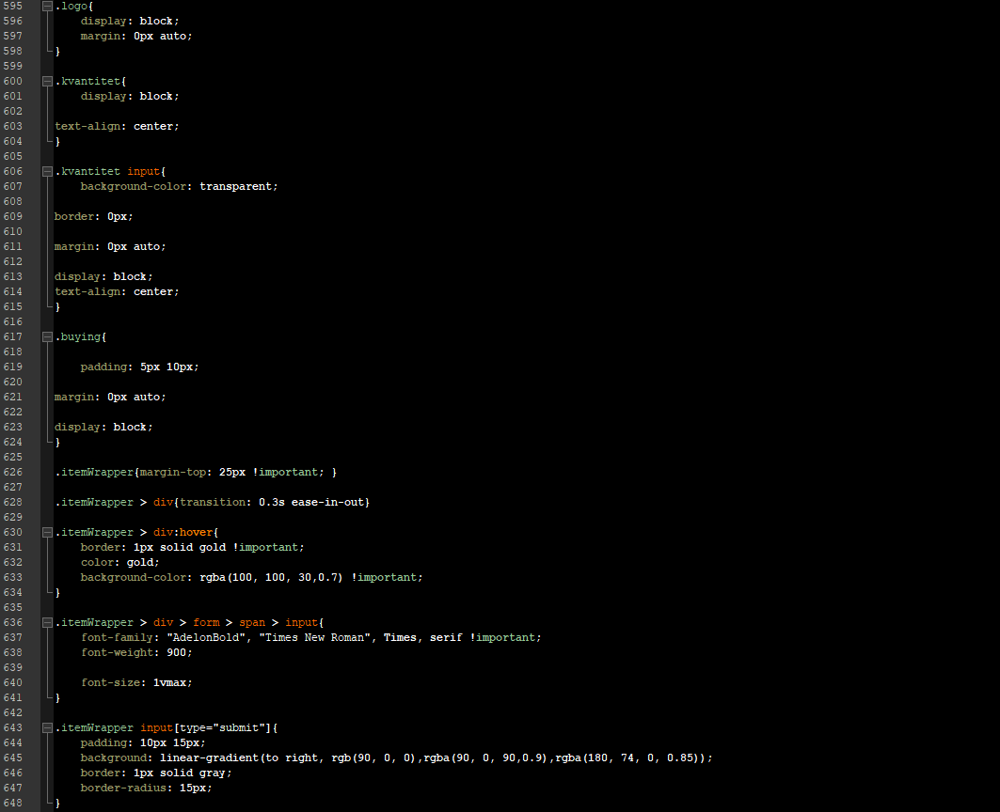 595 .logo{
596     display: block;
597     margin: 0px auto;
598 }
599
600 .kvantitet{
601     display: block;
602
603 text-align: center;
604 }
605
606 .kvantitet input{
607     background-color: transparent;
608
609 border: 0px;
610
611 margin: 0px auto;
612
613 display: block;
614 text-align: center;
615 }
616
617 .buying{
618
619     padding: 5px 10px;
620
621 margin: 0px auto;
622
623 display: block;
624 }
625
626 .itemWrapper{margin-top: 25px !important; }
627
628 .itemWrapper > div{transition: 0.3s ease-in-out}
629
630 .itemWrapper > div:hover{
631     border: 1px solid gold !important;
632     color: gold;
633     background-color: rgba(100, 100, 30,0.7) !important;
634 }
635
636 .itemWrapper > div > form > span > input{
637     font-family: "AdelonBold", "Times New Roman", Times, serif !important;
638     font-weight: 900;
639
640     font-size: 1vmax;
641 }
642
643 .itemWrapper input[type="submit"]{
644     padding: 10px 15px;
645     background: linear-gradient(to right, rgb(90, 0, 0),rgba(90, 0, 90,0.9),rgba(180, 74, 0, 0.85));
646     border: 1px solid gray;
647     border-radius: 15px;
648 }